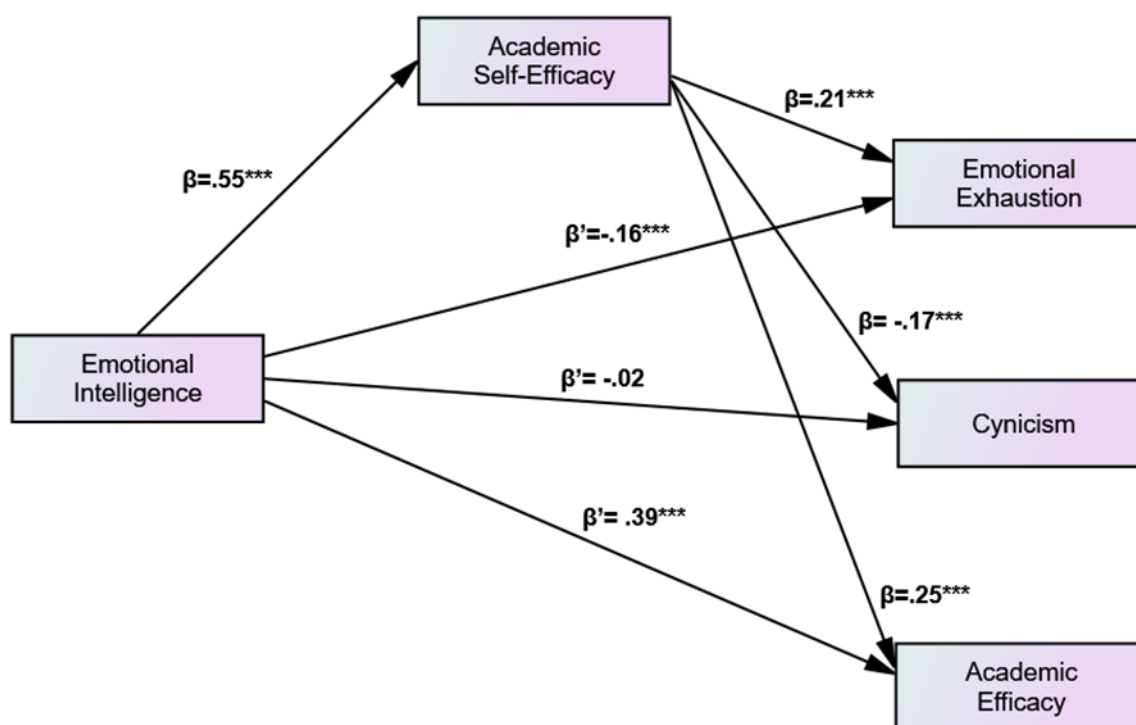 Academic
Self-Efficacy
β=.21***
Emotional
Exhaustion
β=.55***
β’=-.16***
β= -.17***
Emotional
Intelligence
β’= -.02
Cynicism
β’= .39***
β=.25***
Academic
Efficacy